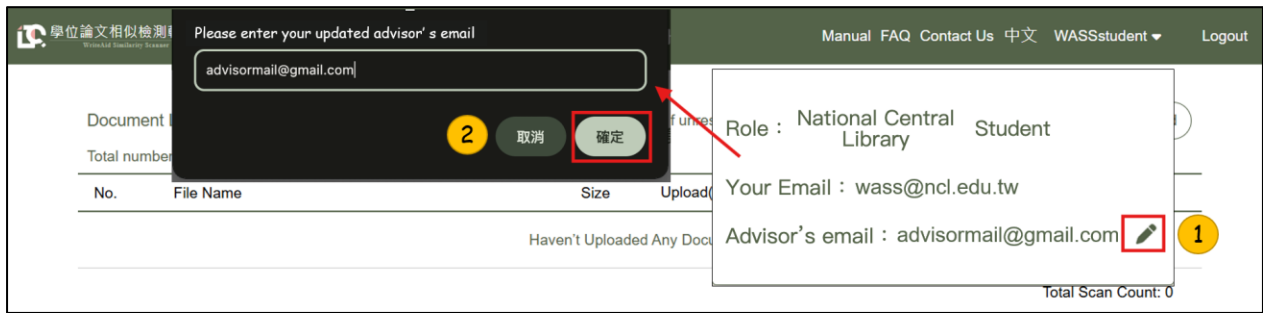 學位論文相似檢測
WriteAid Similarity Scanner
Manual FAQ Contact Us 中文 WASSstudent Logout
Please enter your updated advisor' s email
advisormail@gmail.com
2 取消 確定
Document
f unres
Total number
No. File Name Size Upload(
Haven't Uploaded Any Docu
Role： National Central Library Student
Your Email：wass@ncl.edu.tw
Advisor's email：advisormail@gmail.com 1
Total Scan Count: 0